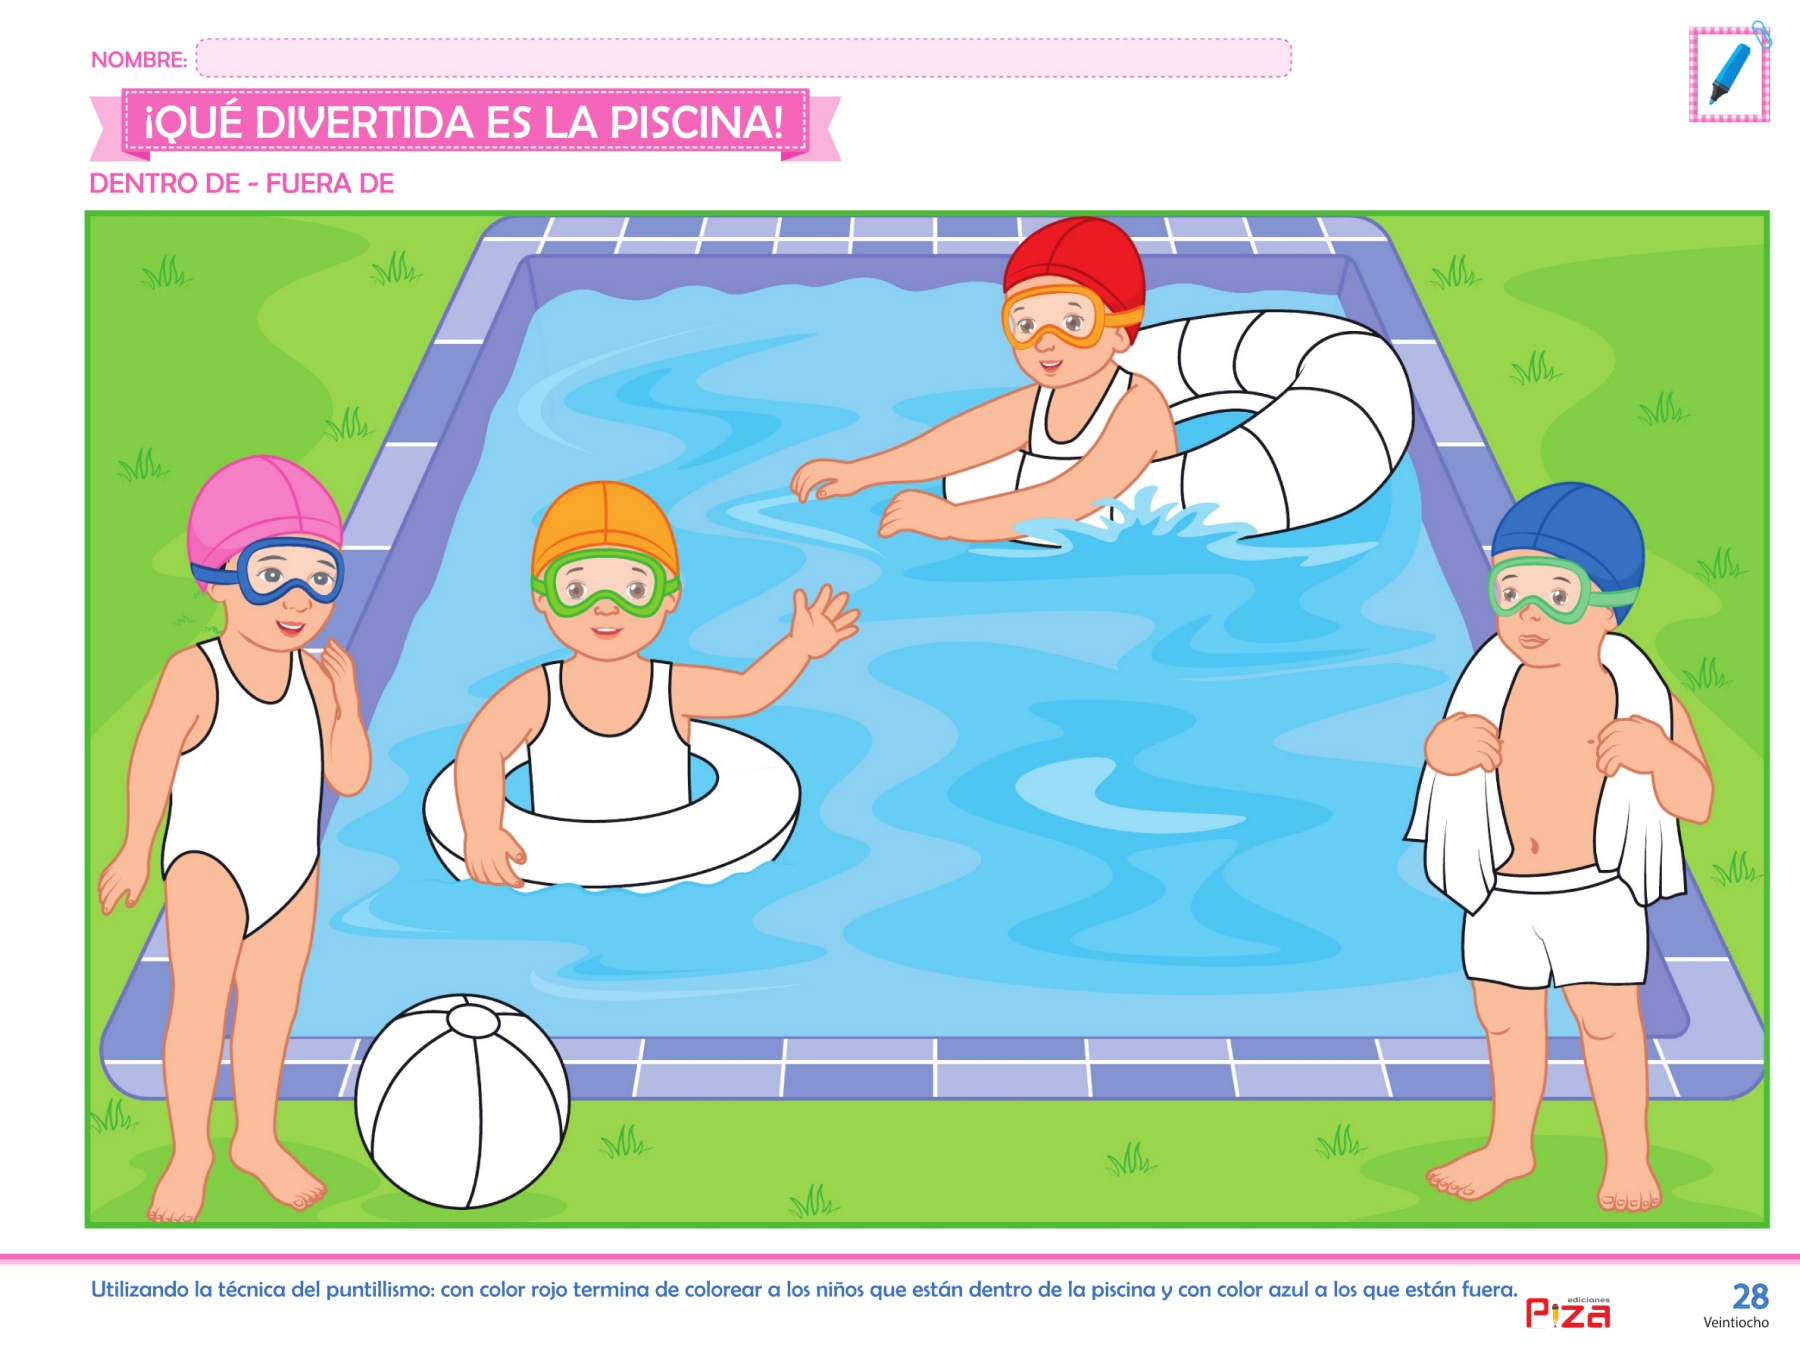 NOMBRE:
¡QUÉ DIVERTIDA ES LA PISCINA!
DENTRO DE - FUERA DE
Utilizando la técnica del puntillismo: con color rojo termina de colorear a los niños que están dentro de la piscina y con color azul a los que están fuera.
ediciones
Piza
28
Veintiocho